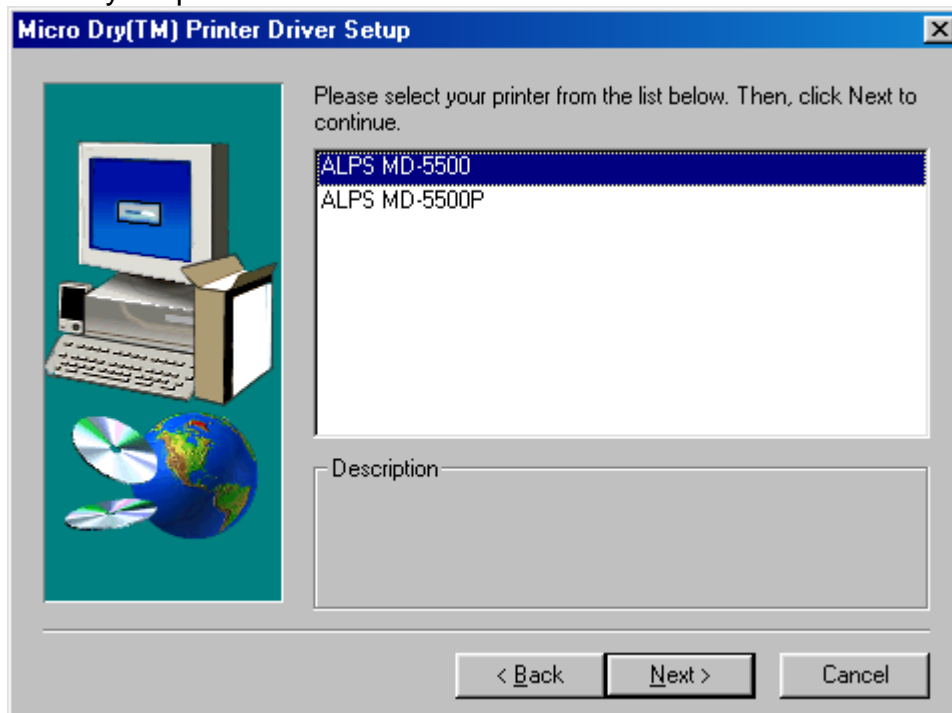 Micro Dry(TM) Printer Driver Setup
Please select your printer from the list below. Then, click Next to
continue.
ALPS MD-5500
ALPS MD-5500P
Description
< Back
Next >
Cancel